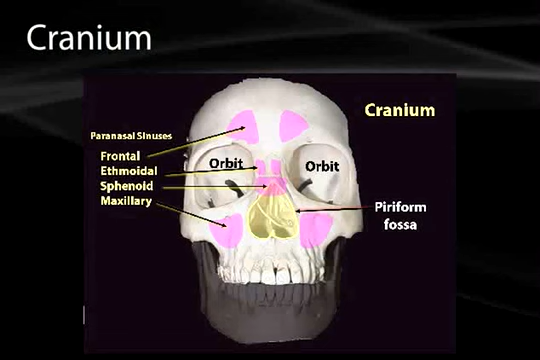 Cranium
Cranium
Paranasal Sinuses
Frontal
Ethmoidal
Sphenoid
Maxillary
Orbit
Orbit
Piriform
fossa